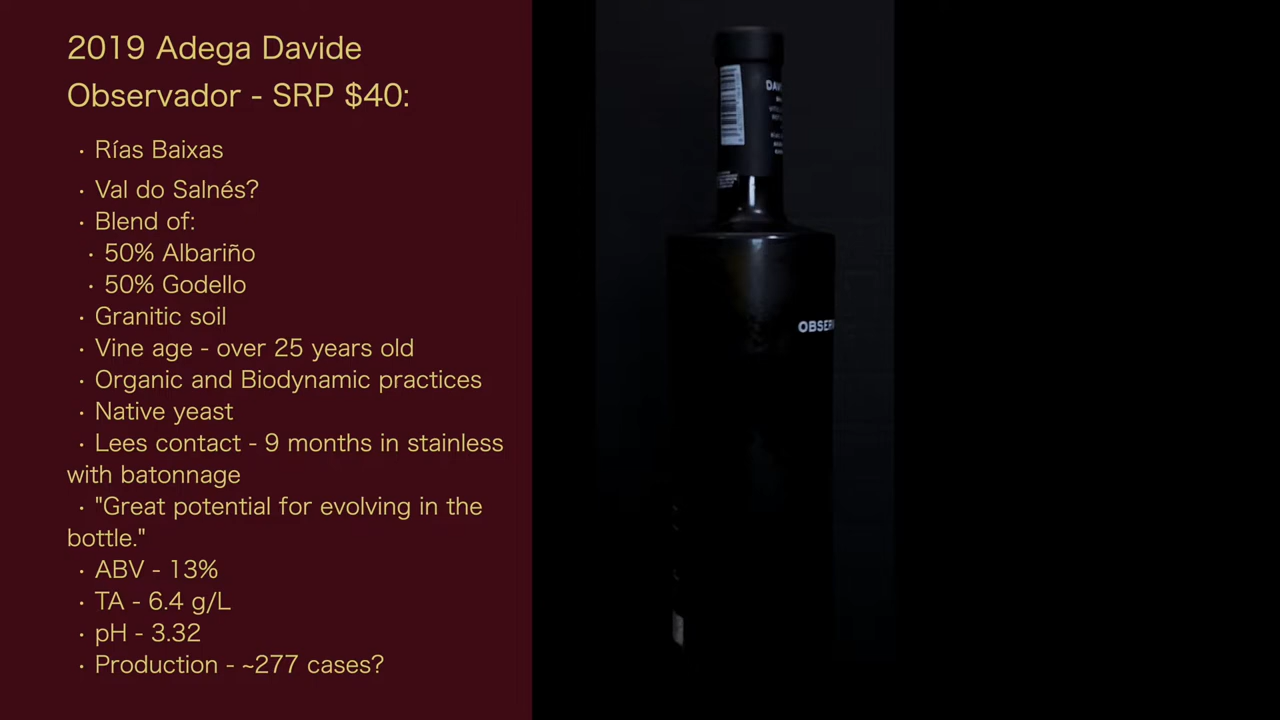 2019 Adega Davide
Observador - SRP $40:
· Rías Baixas
· Val do Salnés?
· Blend of:
· 50% Albariño
· 50% Godello
· Granitic soil
· Vine age - over 25 years old
· Organic and Biodynamic practices
· Native yeast
· Lees contact - 9 months in stainless
with batonnage
· "Great potential for evolving in the
bottle."
· ABV - 13%
· TA - 6.4 g/L
· pH - 3.32
· Production - ~277 cases?
OBSER